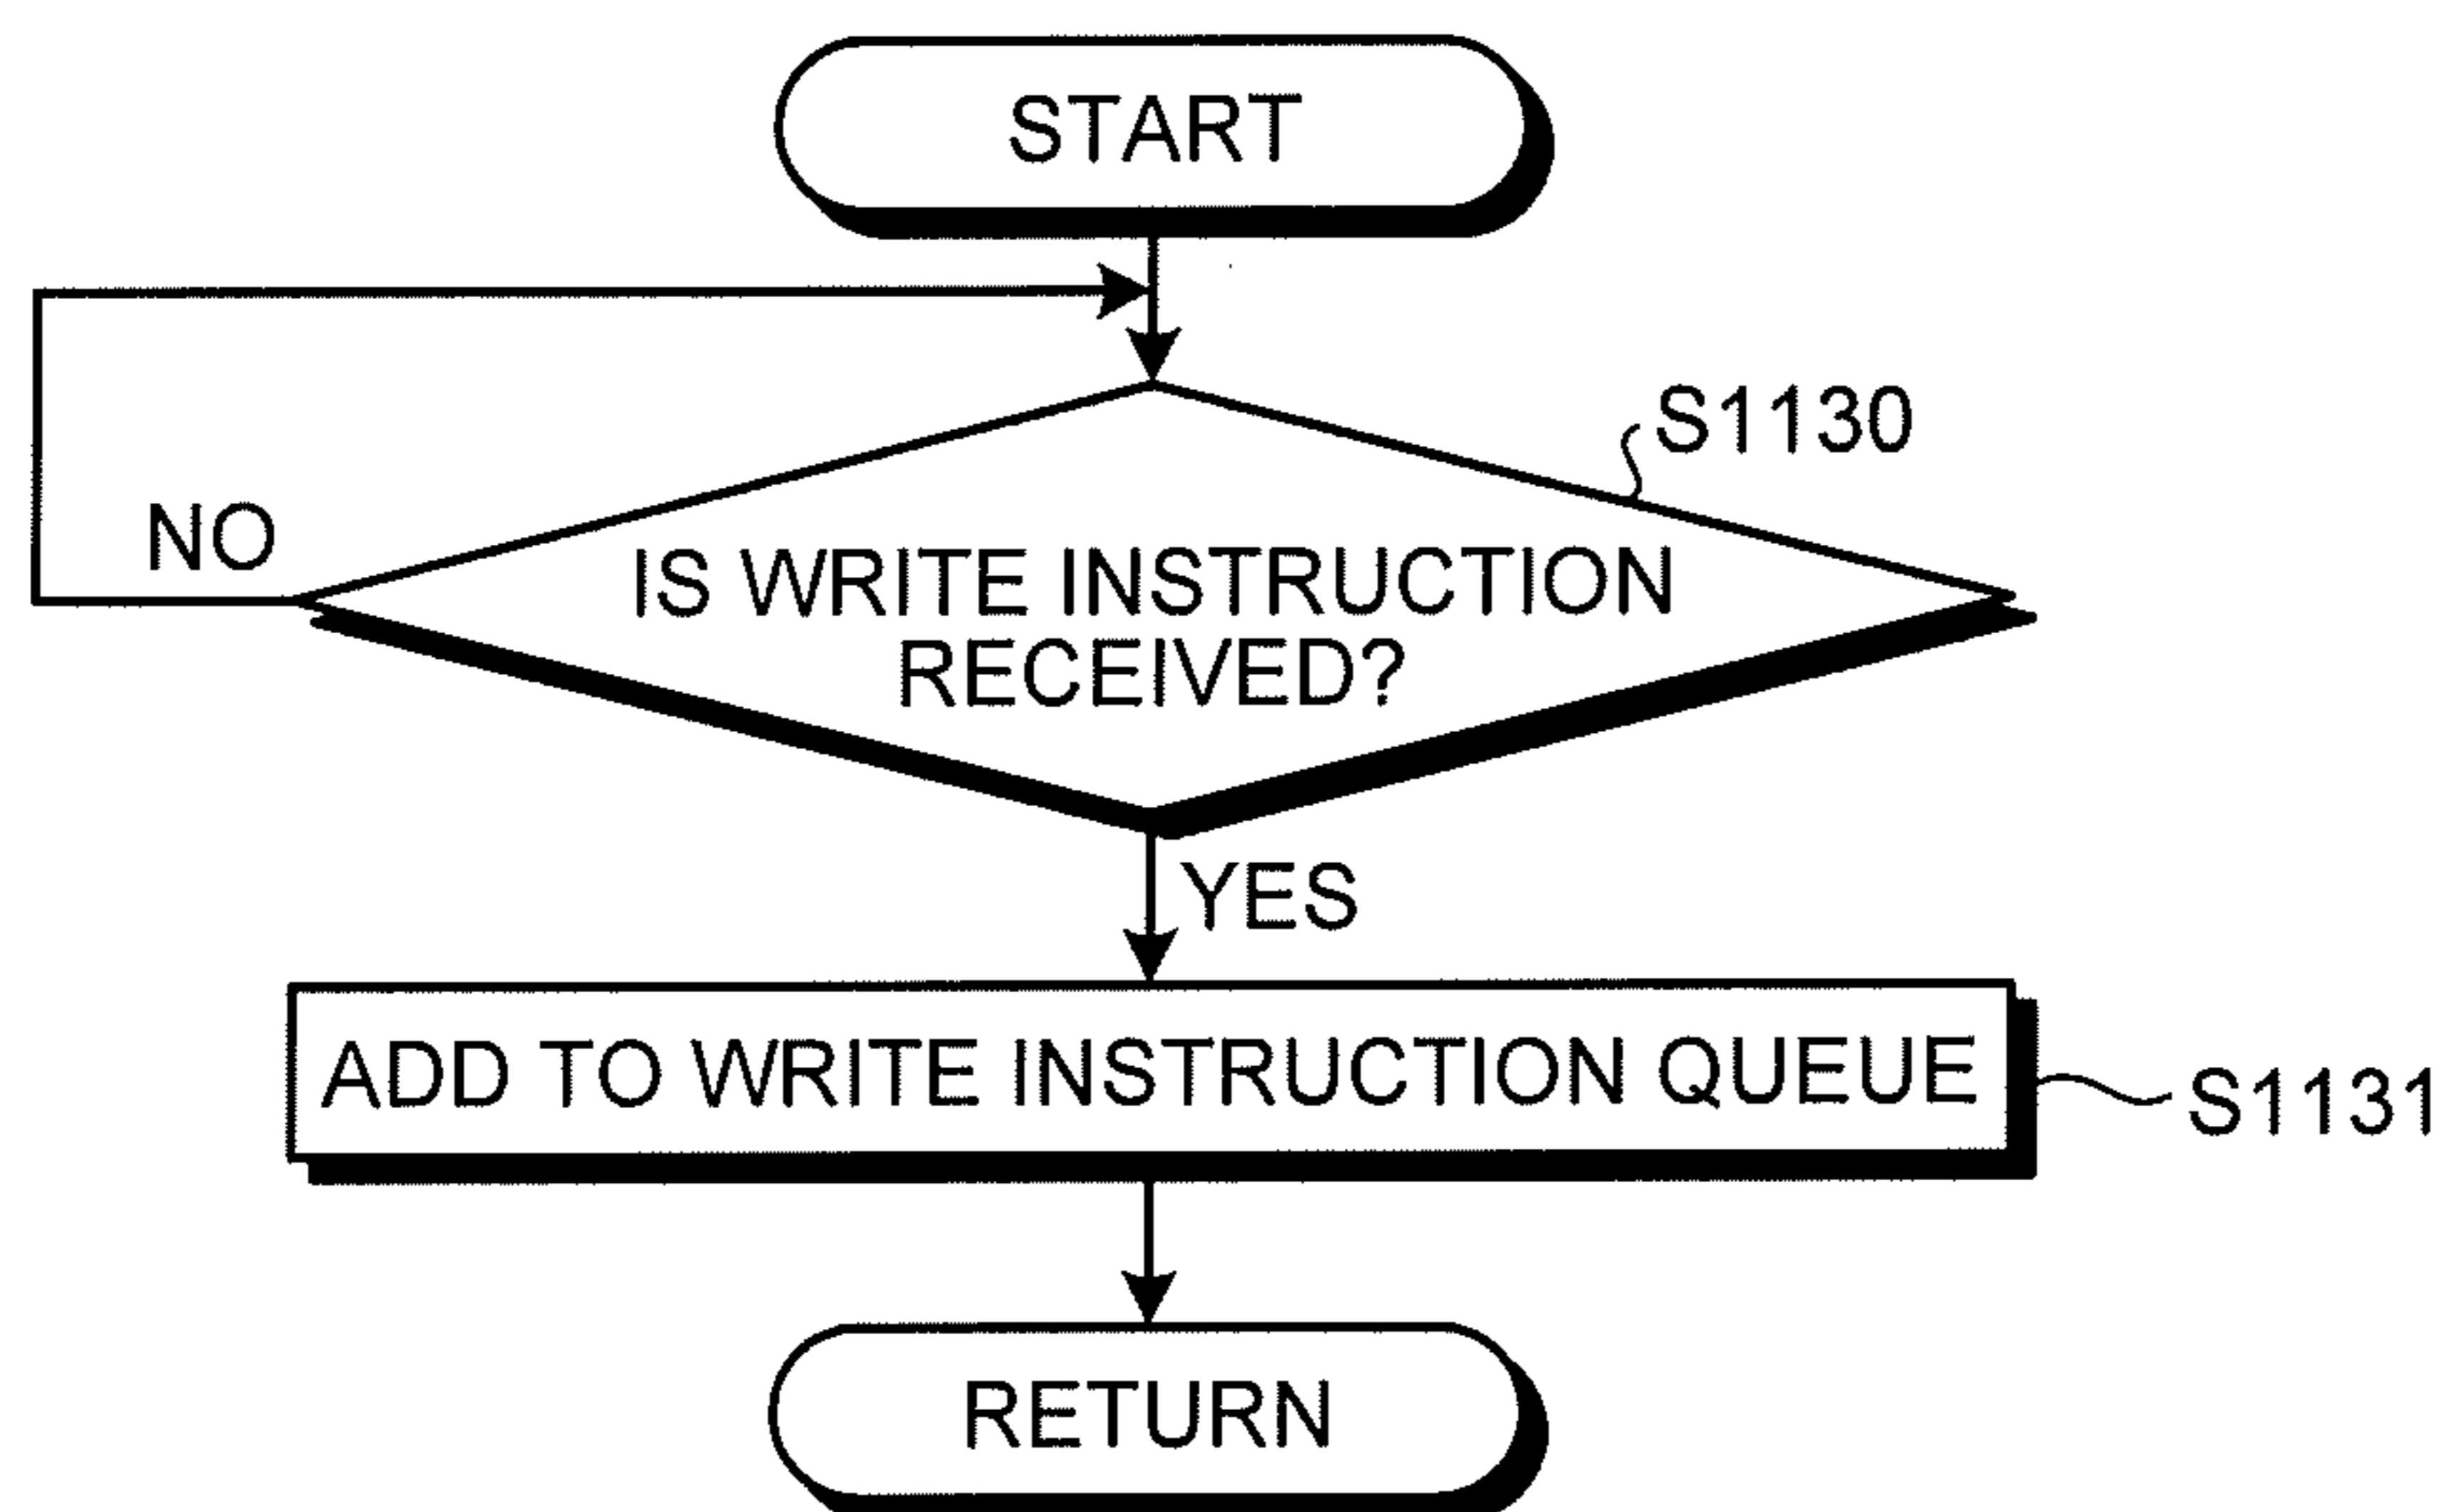 START
S1130
NO
IS WRITE INSTRUCTION
RECEIVED?
YES
ADD TO WRITE INSTRUCTION QUEUE
S1131
RETURN